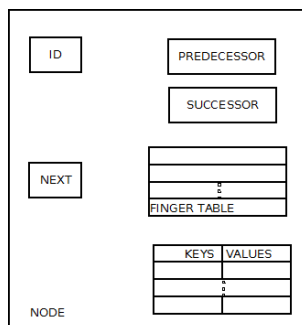 ID
PREDECESSOR
SUCCESSOR
NEXT
FINGER TABLE
KEYS VALUES
NODE